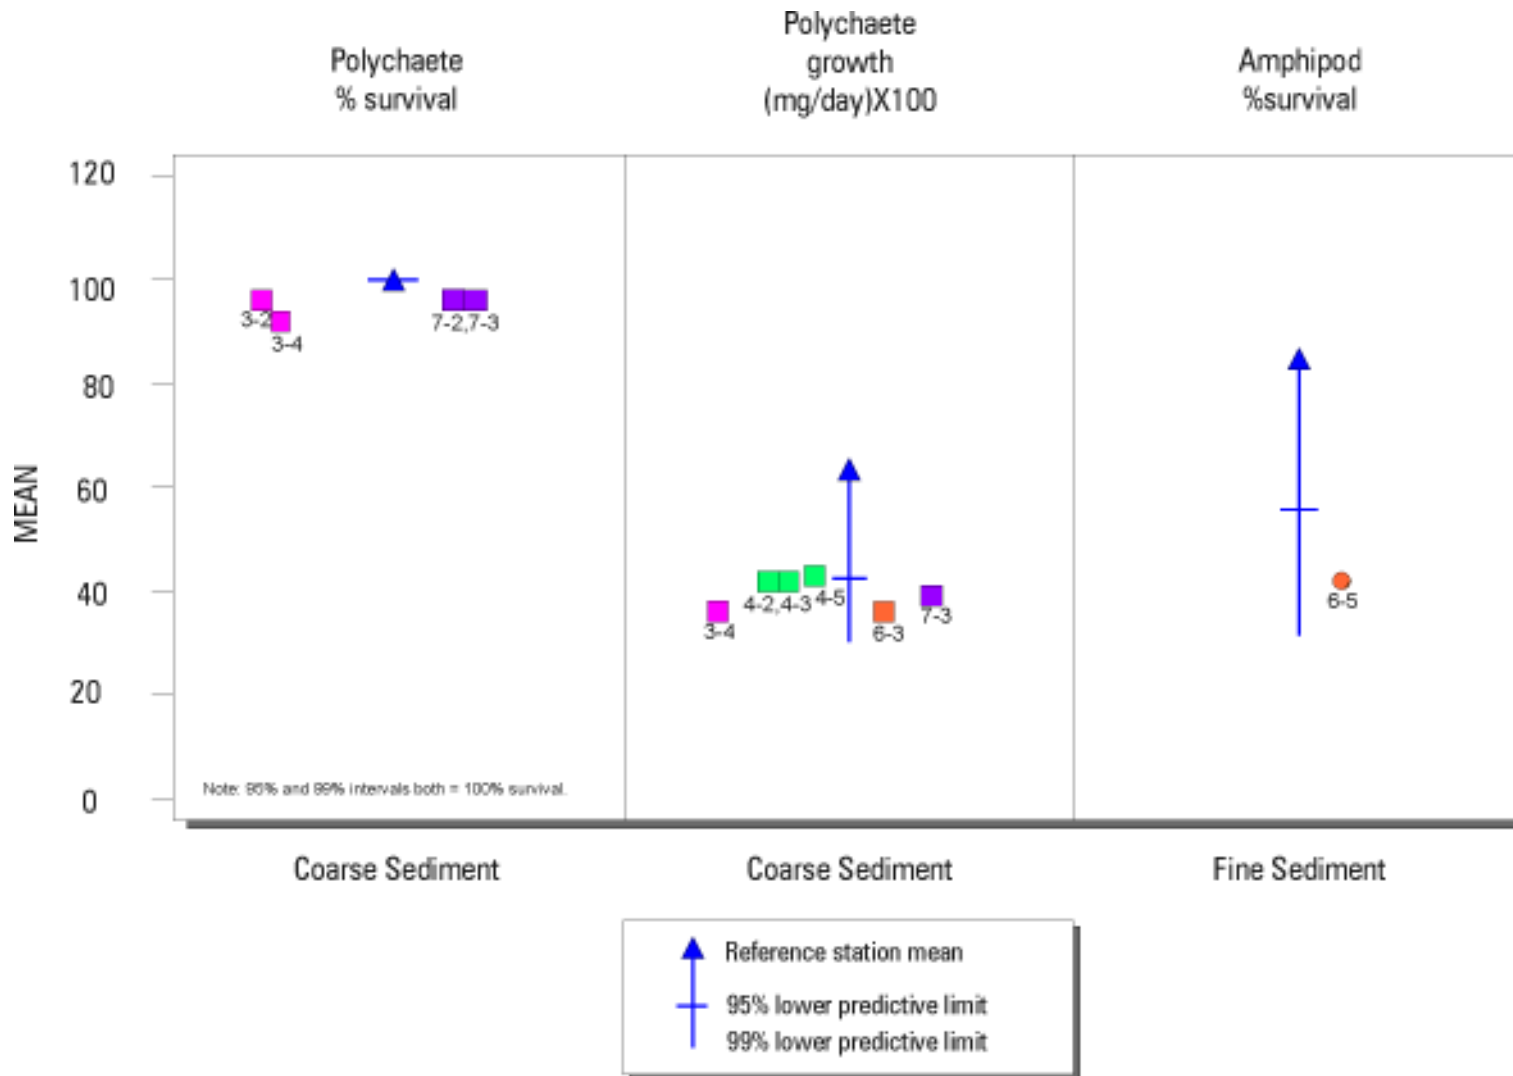 Polychaete
% survival
Polychaete
growth
(mg/day)X100
Amphipod
%survival
MEAN
120
100
80
60
40
20
0
3-2
3-4
7-2,7-3
Note: 95% and 99% intervals both = 100% survival.
3-4
4-2,4-3
4-5
6-3
7-3
6-5
Coarse Sediment
Coarse Sediment
Fine Sediment
Reference station mean
95% lower predictive limit
99% lower predictive limit